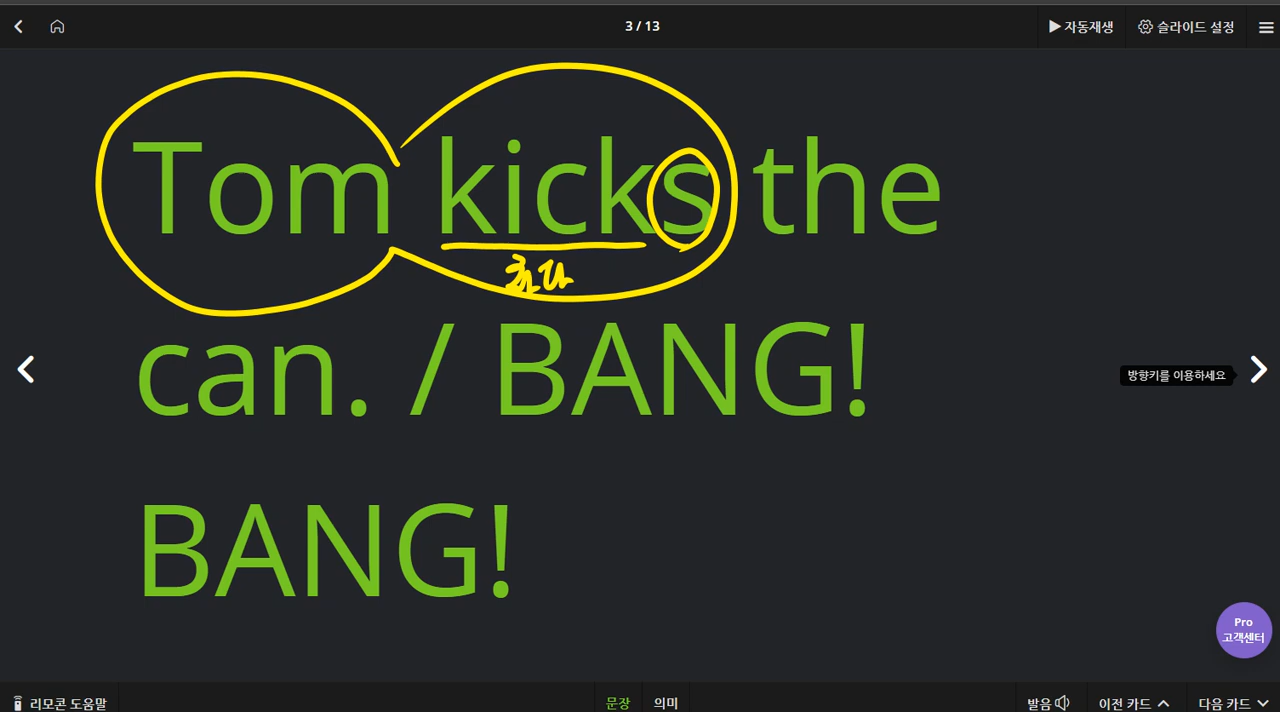 3 / 13
▶ 자동재생
슬라이드 설정
Tom kicks the
차다
can. / BANG!
방향키를 이용하세요
BANG!
Pro
고객센터
리모콘 도움말
문장
의미
발음
이전 카드
다음 카드